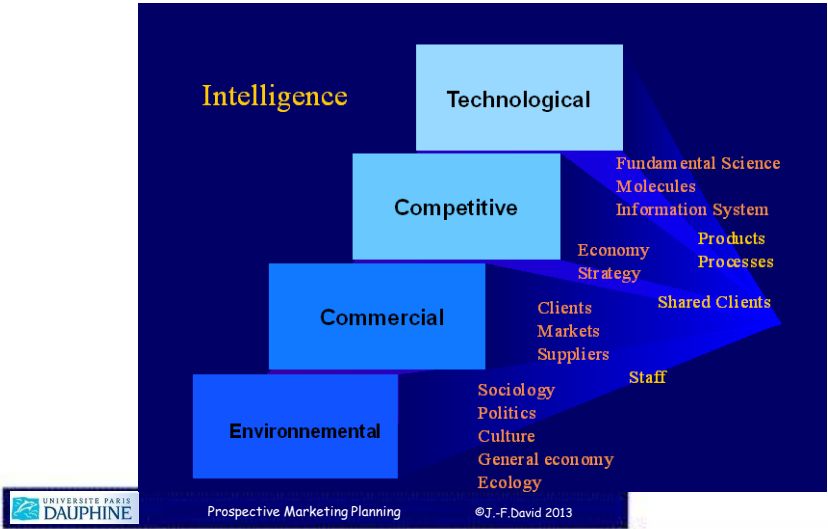 Intelligence
Technological
Fundamental Science
Molecules
Information System
Competitive
Products
Processes
Economy
Strategy
Shared Clients
Commercial
Clients
Markets
Suppliers
Staff
Environnemental
Sociology
Politics
Culture
General economy
Ecology
UNIVERSITE PARIS
DAUPHINE
Prospective Marketing Planning
©J.-F.David 2013